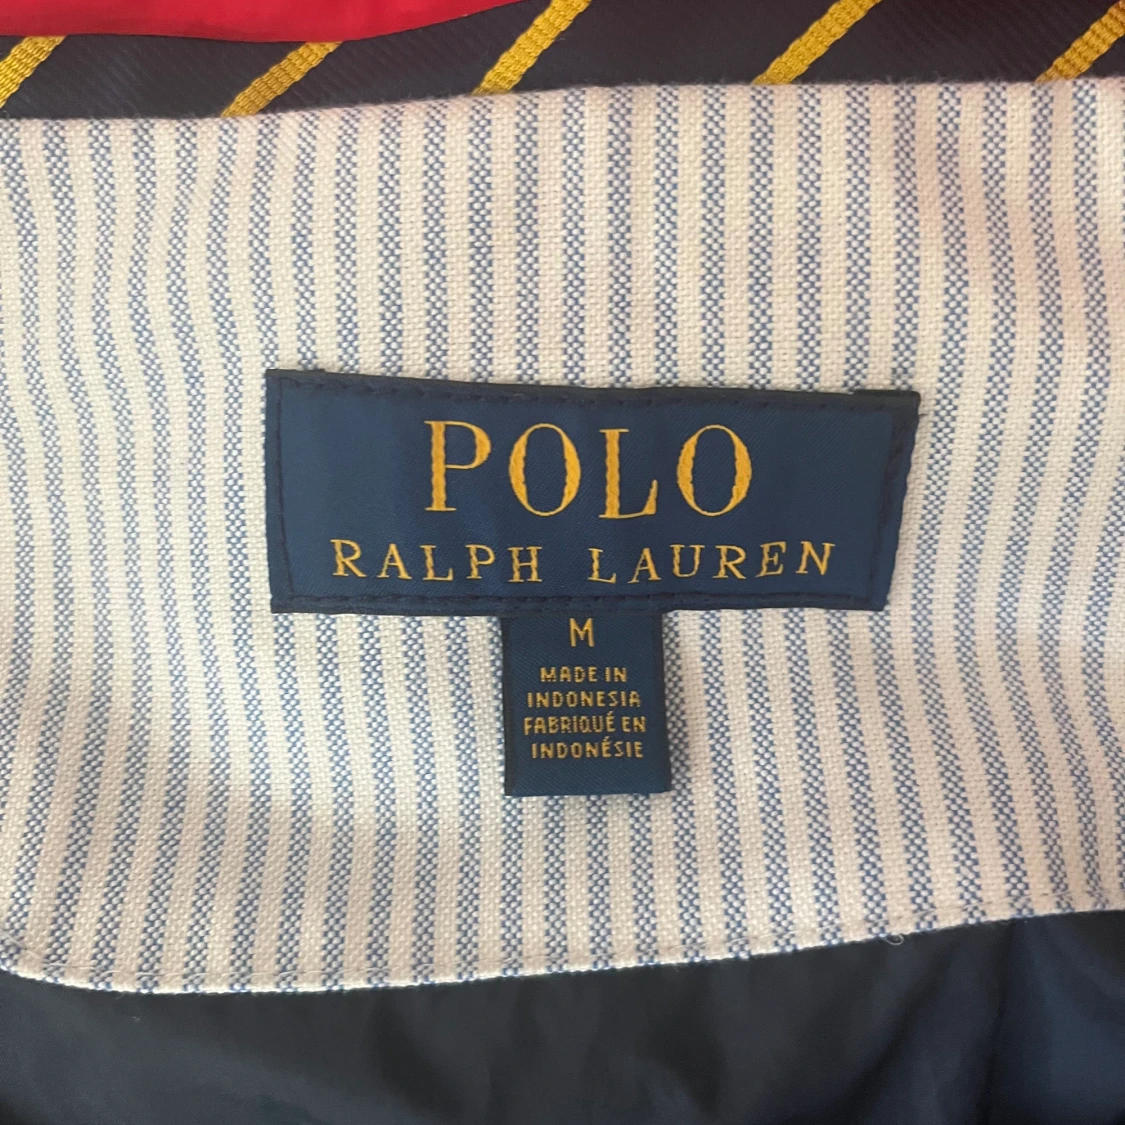 POLO
RALPH LAUREN
M
MADE IN
INDONESIA
FABRIQUÉ EN
INDONÉSIE